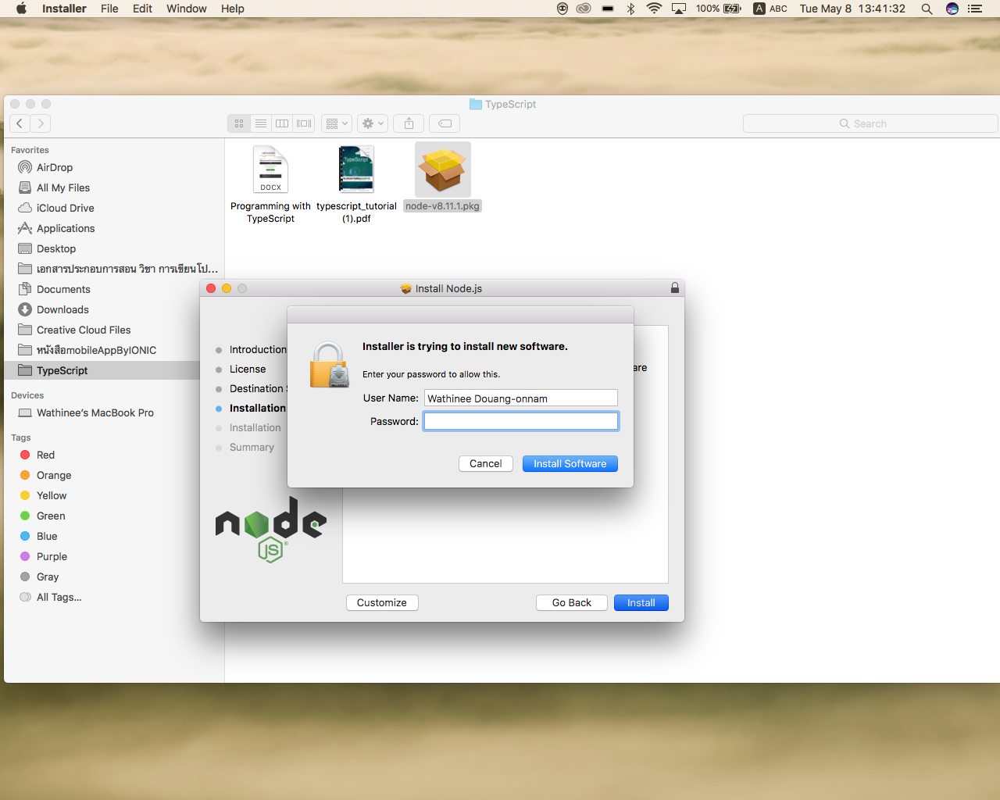 Installer File Edit Window Help 100% A ABC Tue May 8 13:41:32
TypeScript
Search
Favorites
AirDrop
All My Files
iCloud Drive
Applications
Desktop
เอกสารประกอบการสอน วิชา การเขียนโป...
Documents
Downloads
Creative Cloud Files
หนังสือmobileAppByIONIC
TypeScript
Devices
Wathinee's MacBook Pro
Tags
Red
Orange
Yellow
Green
Blue
Purple
Gray
All Tags...
DOCX
Programming with
TypeScript
TypeScript
typescript_tutorial
(1).pdf
node-v8.11.1.pkg
Install Node.js
Introduction
License
Destination
Installation
Installation
Summary
node
JS
Installer is trying to install new software.
Enter your password to allow this.
User Name: Wathinee Douang-onnam
Password:
Cancel Install Software
Customize Go Back Install